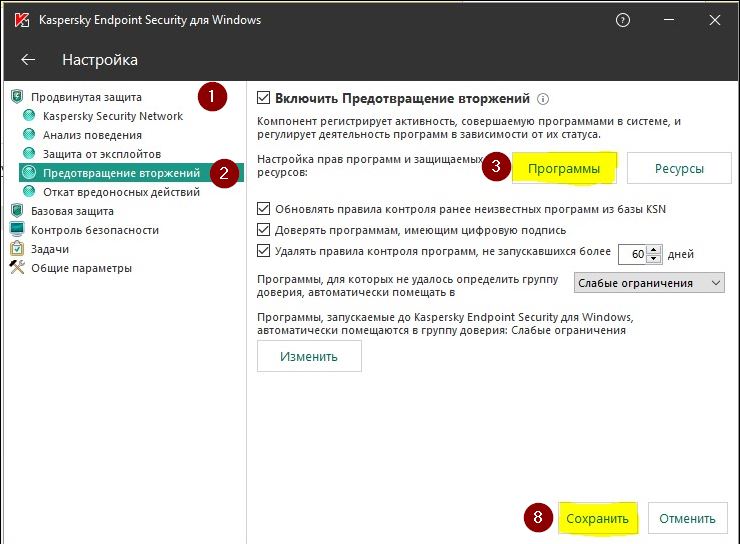 Kaspersky Endpoint Security для Windows
?
Настройка
Продвинутая защита
1
Kaspersky Security Network
Анализ поведения
Защита от эксплойтов
Предотвращение вторжений
2
Откат вредоносных действий
Базовая защита
Контроль безопасности
Задачи
Общие параметры
Включить Предотвращение вторжений
Компонент регистрирует активность, совершаемую программами в системе, и
регулирует деятельность программ в зависимости от их статуса.
Настройка прав программ и защищаемых
ресурсов:
3
Программы
Ресурсы
Обновлять правила контроля ранее неизвестных программ из базы KSN
Доверять программам, имеющим цифровую подпись
Удалять правила контроля программ, не запускавшихся более 60 дней
Программы, для которых не удалось определить группу
доверия, автоматически помещать в
Слабые ограничения
Программы, запускаемые до Kaspersky Endpoint Security для Windows,
автоматически помещаются в группу доверия: Слабые ограничения
Изменить
8
Сохранить
Отменить